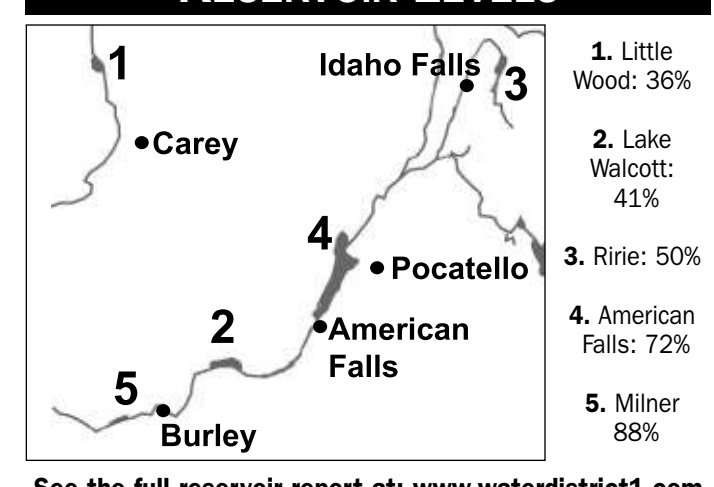 RESERVOIR LEVELS
1
Idaho Falls
3
Carey
4
Pocatello
American
Falls
2
5
Burley
1. Little
Wood: 36%
2. Lake
Walcott:
41%
3. Ririe: 50%
4. American
Falls: 72%
5. Milner
88%
See the full reservoir report at: www.waterdistrict1.com